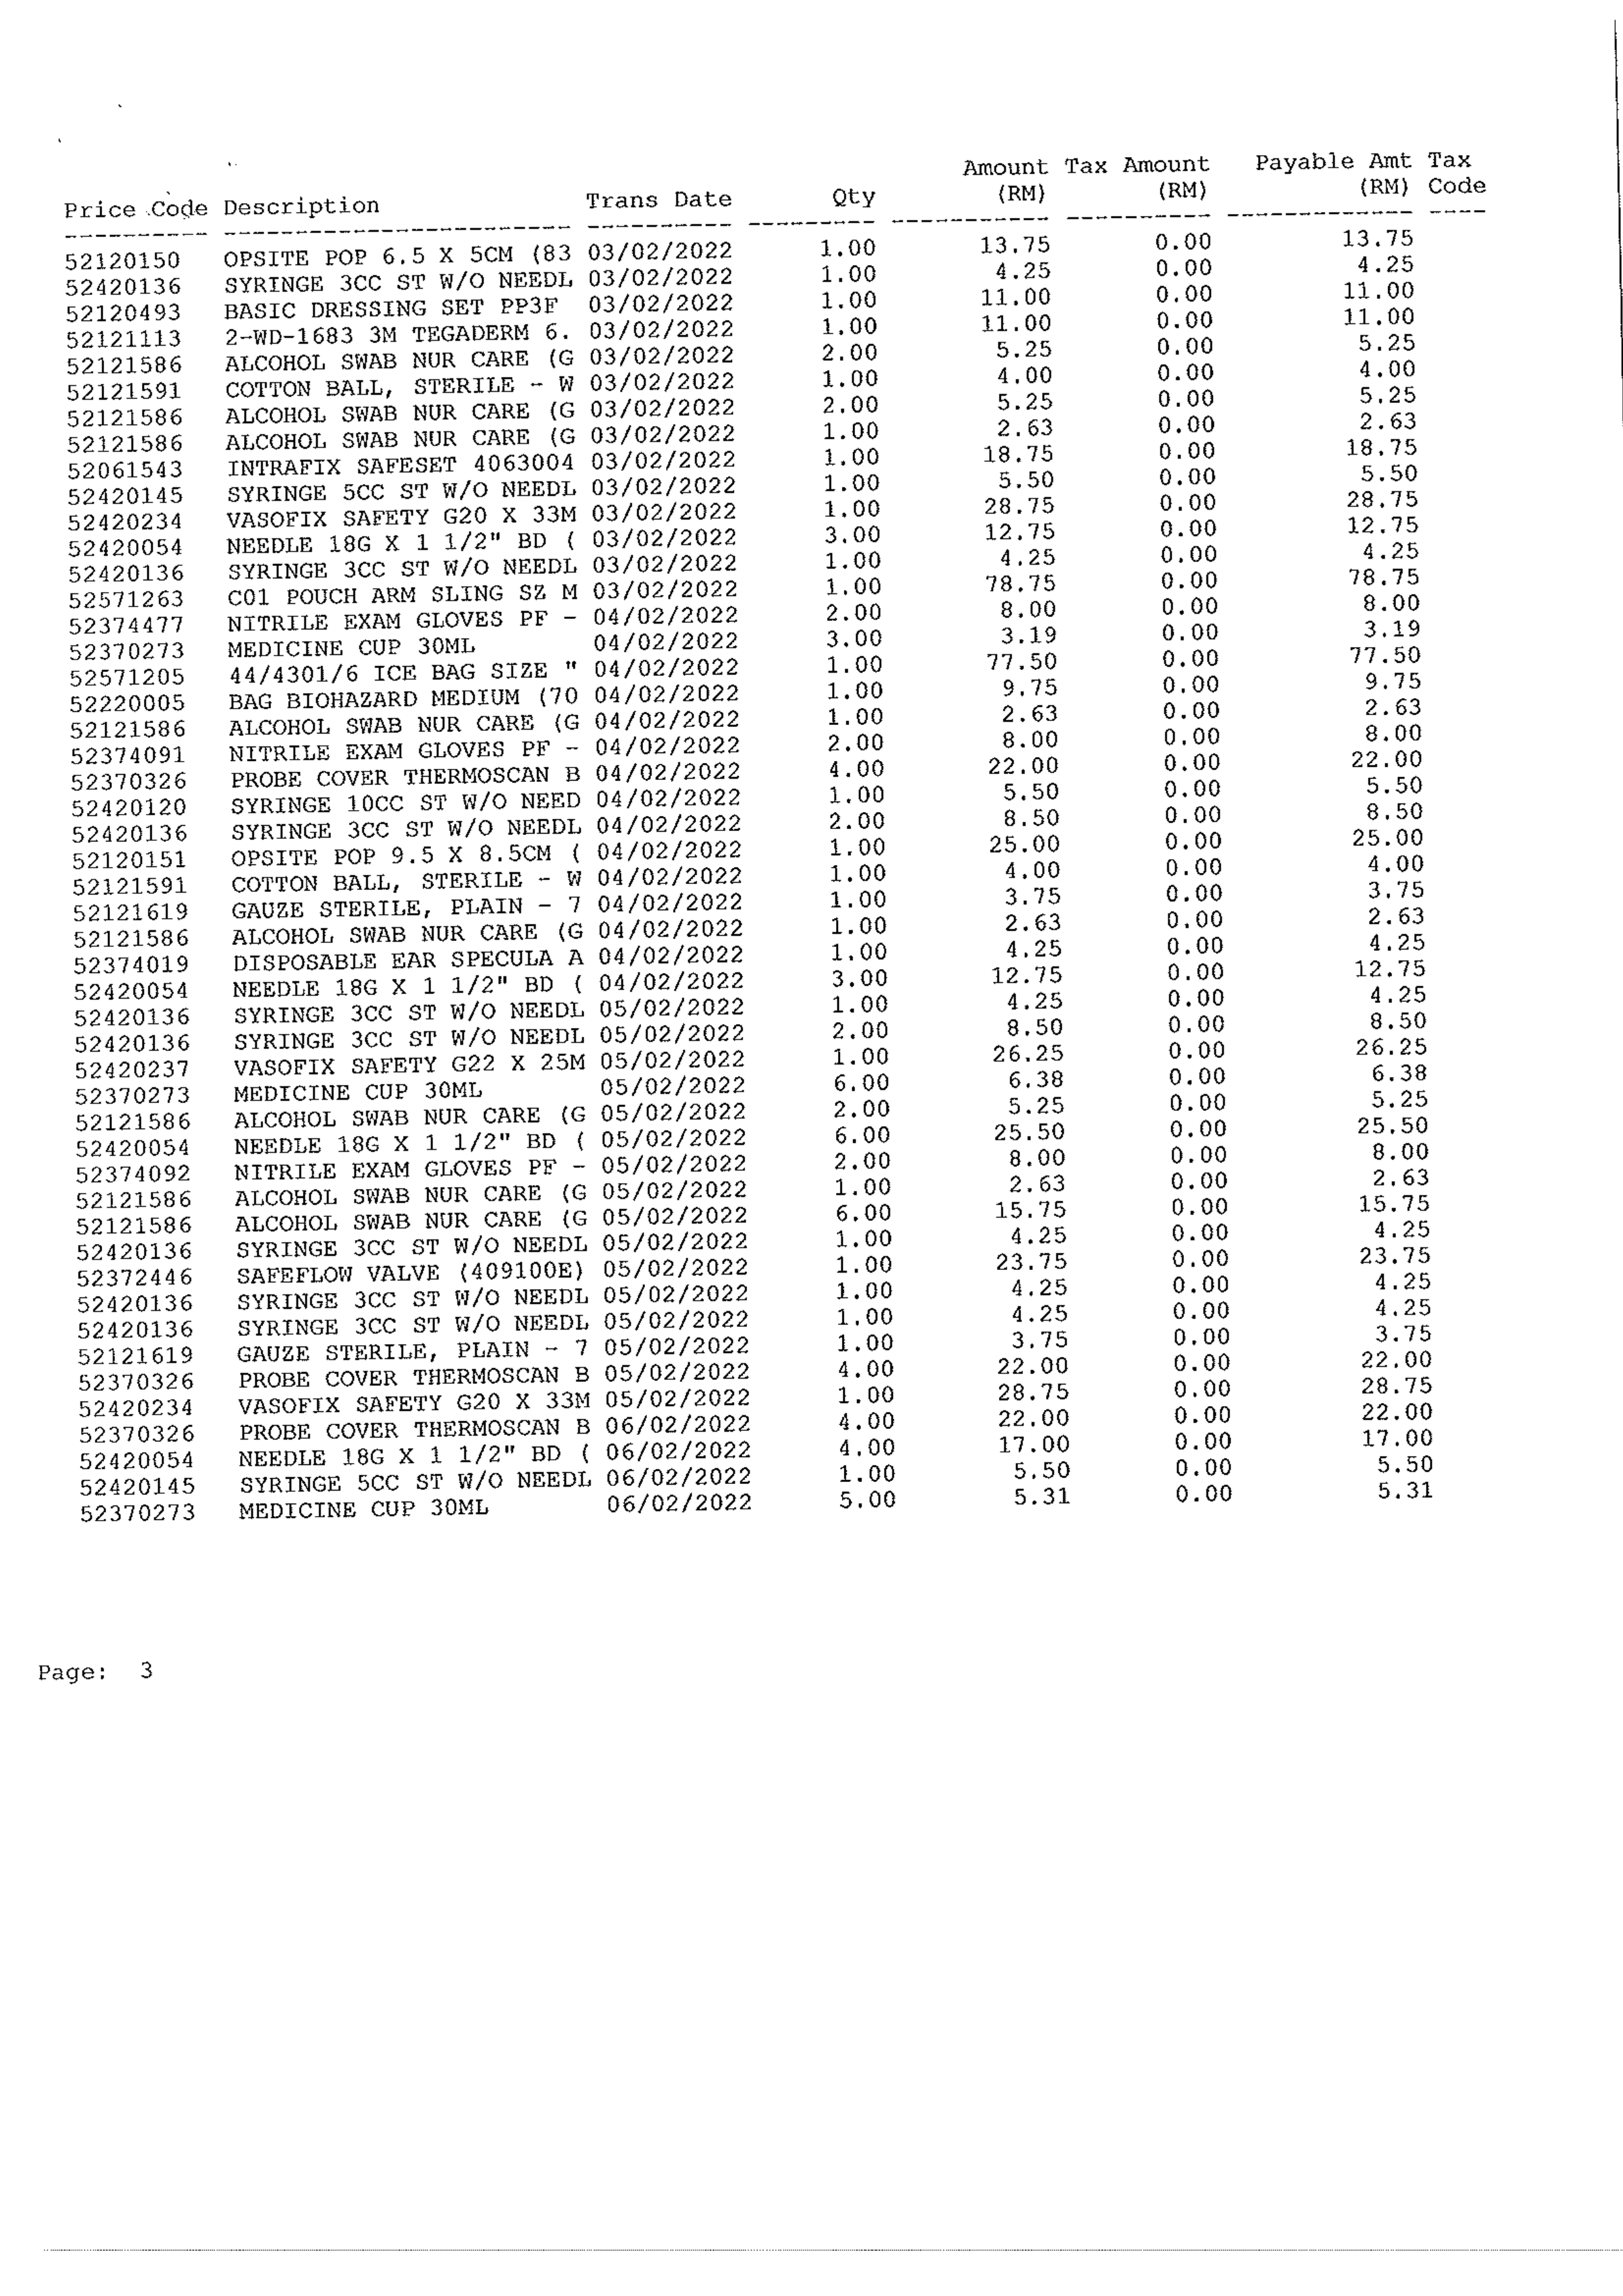 Amount Tax Amount Payable Amt Tax
Price Code Description Trans Date Qty (RM) (RM) (RM) Code
---------- ------------------------ ---------- --------- ----------- ---------- ------------- ----
52120150 OPSITE POP 6.5 X 5CM (83 03/02/2022 1.00 13.75 0.00 13.75
52420136 SYRINGE 3CC ST W/O NEEDL 03/02/2022 1.00 4.25 0.00 4.25
52120493 BASIC DRESSING SET PP3F 03/02/2022 1.00 11.00 0.00 11.00
52121113 2-WD-1683 3M TEGADERM 6. 03/02/2022 1.00 11.00 0.00 11.00
52121586 ALCOHOL SWAB NUR CARE (G 03/02/2022 2.00 5.25 0.00 5.25
52121591 COTTON BALL, STERILE - W 03/02/2022 1.00 4.00 0.00 4.00
52121586 ALCOHOL SWAB NUR CARE (G 03/02/2022 2.00 5.25 0.00 5.25
52121586 ALCOHOL SWAB NUR CARE (G 03/02/2022 1.00 2.63 0.00 2.63
52061543 INTRAFIX SAFESET 4063004 03/02/2022 1.00 18.75 0.00 18.75
52420145 SYRINGE 5CC ST W/O NEEDL 03/02/2022 1.00 5.50 0.00 5.50
52420234 VASOFIX SAFETY G20 X 33M 03/02/2022 1.00 28.75 0.00 28.75
52420054 NEEDLE 18G X 1 1/2" BD ( 03/02/2022 3.00 12.75 0.00 12.75
52420136 SYRINGE 3CC ST W/O NEEDL 03/02/2022 1.00 4.25 0.00 4.25
52571263 C01 POUCH ARM SLING SZ M 03/02/2022 1.00 78.75 0.00 78.75
52374477 NITRILE EXAM GLOVES PF - 04/02/2022 2.00 8.00 0.00 8.00
52370273 MEDICINE CUP 30ML 04/02/2022 3.00 3.19 0.00 3.19
52571205 44/4301/6 ICE BAG SIZE " 04/02/2022 1.00 77.50 0.00 77.50
52220005 BAG BIOHAZARD MEDIUM (70 04/02/2022 1.00 9.75 0.00 9.75
52121586 ALCOHOL SWAB NUR CARE (G 04/02/2022 1.00 2.63 0.00 2.63
52374091 NITRILE EXAM GLOVES PF - 04/02/2022 2.00 8.00 0.00 8.00
52370326 PROBE COVER THERMOSCAN B 04/02/2022 4.00 22.00 0.00 22.00
52420120 SYRINGE 10CC ST W/O NEED 04/02/2022 1.00 5.50 0.00 5.50
52420136 SYRINGE 3CC ST W/O NEEDL 04/02/2022 2.00 8.50 0.00 8.50
52120151 OPSITE POP 9.5 X 8.5CM ( 04/02/2022 1.00 25.00 0.00 25.00
52121591 COTTON BALL, STERILE - W 04/02/2022 1.00 4.00 0.00 4.00
52121619 GAUZE STERILE, PLAIN - 7 04/02/2022 1.00 3.75 0.00 3.75
52121586 ALCOHOL SWAB NUR CARE (G 04/02/2022 1.00 2.63 0.00 2.63
52374019 DISPOSABLE EAR SPECULA A 04/02/2022 1.00 4.25 0.00 4.25
52420054 NEEDLE 18G X 1 1/2" BD ( 04/02/2022 3.00 12.75 0.00 12.75
52420136 SYRINGE 3CC ST W/O NEEDL 05/02/2022 1.00 4.25 0.00 4.25
52420136 SYRINGE 3CC ST W/O NEEDL 05/02/2022 2.00 8.50 0.00 8.50
52420237 VASOFIX SAFETY G22 X 25M 05/02/2022 1.00 26.25 0.00 26.25
52370273 MEDICINE CUP 30ML 05/02/2022 6.00 6.38 0.00 6.38
52121586 ALCOHOL SWAB NUR CARE (G 05/02/2022 2.00 5.25 0.00 5.25
52420054 NEEDLE 18G X 1 1/2" BD ( 05/02/2022 6.00 25.50 0.00 25.50
52374092 NITRILE EXAM GLOVES PF - 05/02/2022 2.00 8.00 0.00 8.00
52121586 ALCOHOL SWAB NUR CARE (G 05/02/2022 1.00 2.63 0.00 2.63
52121586 ALCOHOL SWAB NUR CARE (G 05/02/2022 6.00 15.75 0.00 15.75
52420136 SYRINGE 3CC ST W/O NEEDL 05/02/2022 1.00 4.25 0.00 4.25
52372446 SAFEFLOW VALVE (409100E) 05/02/2022 1.00 23.75 0.00 23.75
52420136 SYRINGE 3CC ST W/O NEEDL 05/02/2022 1.00 4.25 0.00 4.25
52420136 SYRINGE 3CC ST W/O NEEDL 05/02/2022 1.00 4.25 0.00 4.25
52121619 GAUZE STERILE, PLAIN - 7 05/02/2022 1.00 3.75 0.00 3.75
52370326 PROBE COVER THERMOSCAN B 05/02/2022 4.00 22.00 0.00 22.00
52420234 VASOFIX SAFETY G20 X 33M 05/02/2022 1.00 28.75 0.00 28.75
52370326 PROBE COVER THERMOSCAN B 06/02/2022 4.00 22.00 0.00 22.00
52420054 NEEDLE 18G X 1 1/2" BD ( 06/02/2022 4.00 17.00 0.00 17.00
52420145 SYRINGE 5CC ST W/O NEEDL 06/02/2022 1.00 5.50 0.00 5.50
52370273 MEDICINE CUP 30ML 06/02/2022 5.00 5.31 0.00 5.31
Page: 3